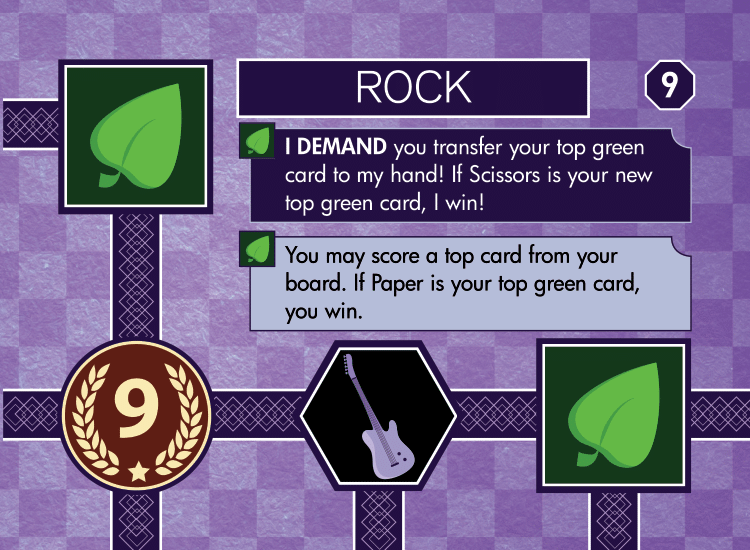 ROCK
9
I DEMAND you transfer your top green
card to my hand! If Scissors is your new
top green card, I win!
You may score a top card from your
board. If Paper is your top green card,
you win.
9